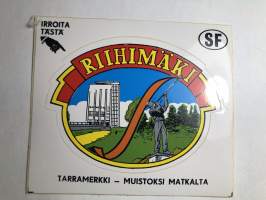 IRROITA
TÄSTÄ
SF
RIIHIMÄKI
TARRAMERKKI – MUISTOKSI MATKALTA